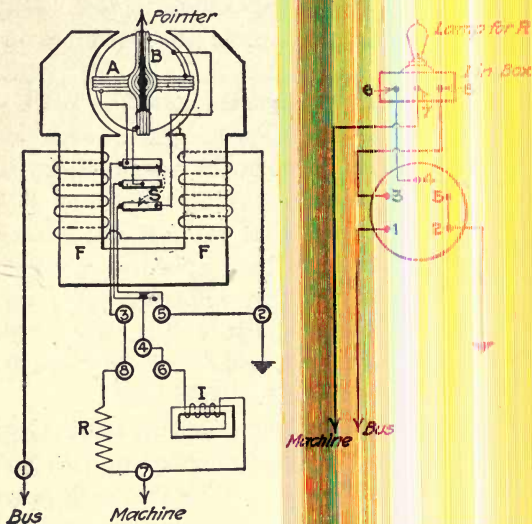 Pointer
A B
S
F F
3 5 2
4
8 6
I
R
1 7
Bus Machine
Lamp for R
I in Box
6 8
7
4
3 5
1 2
Machine Bus